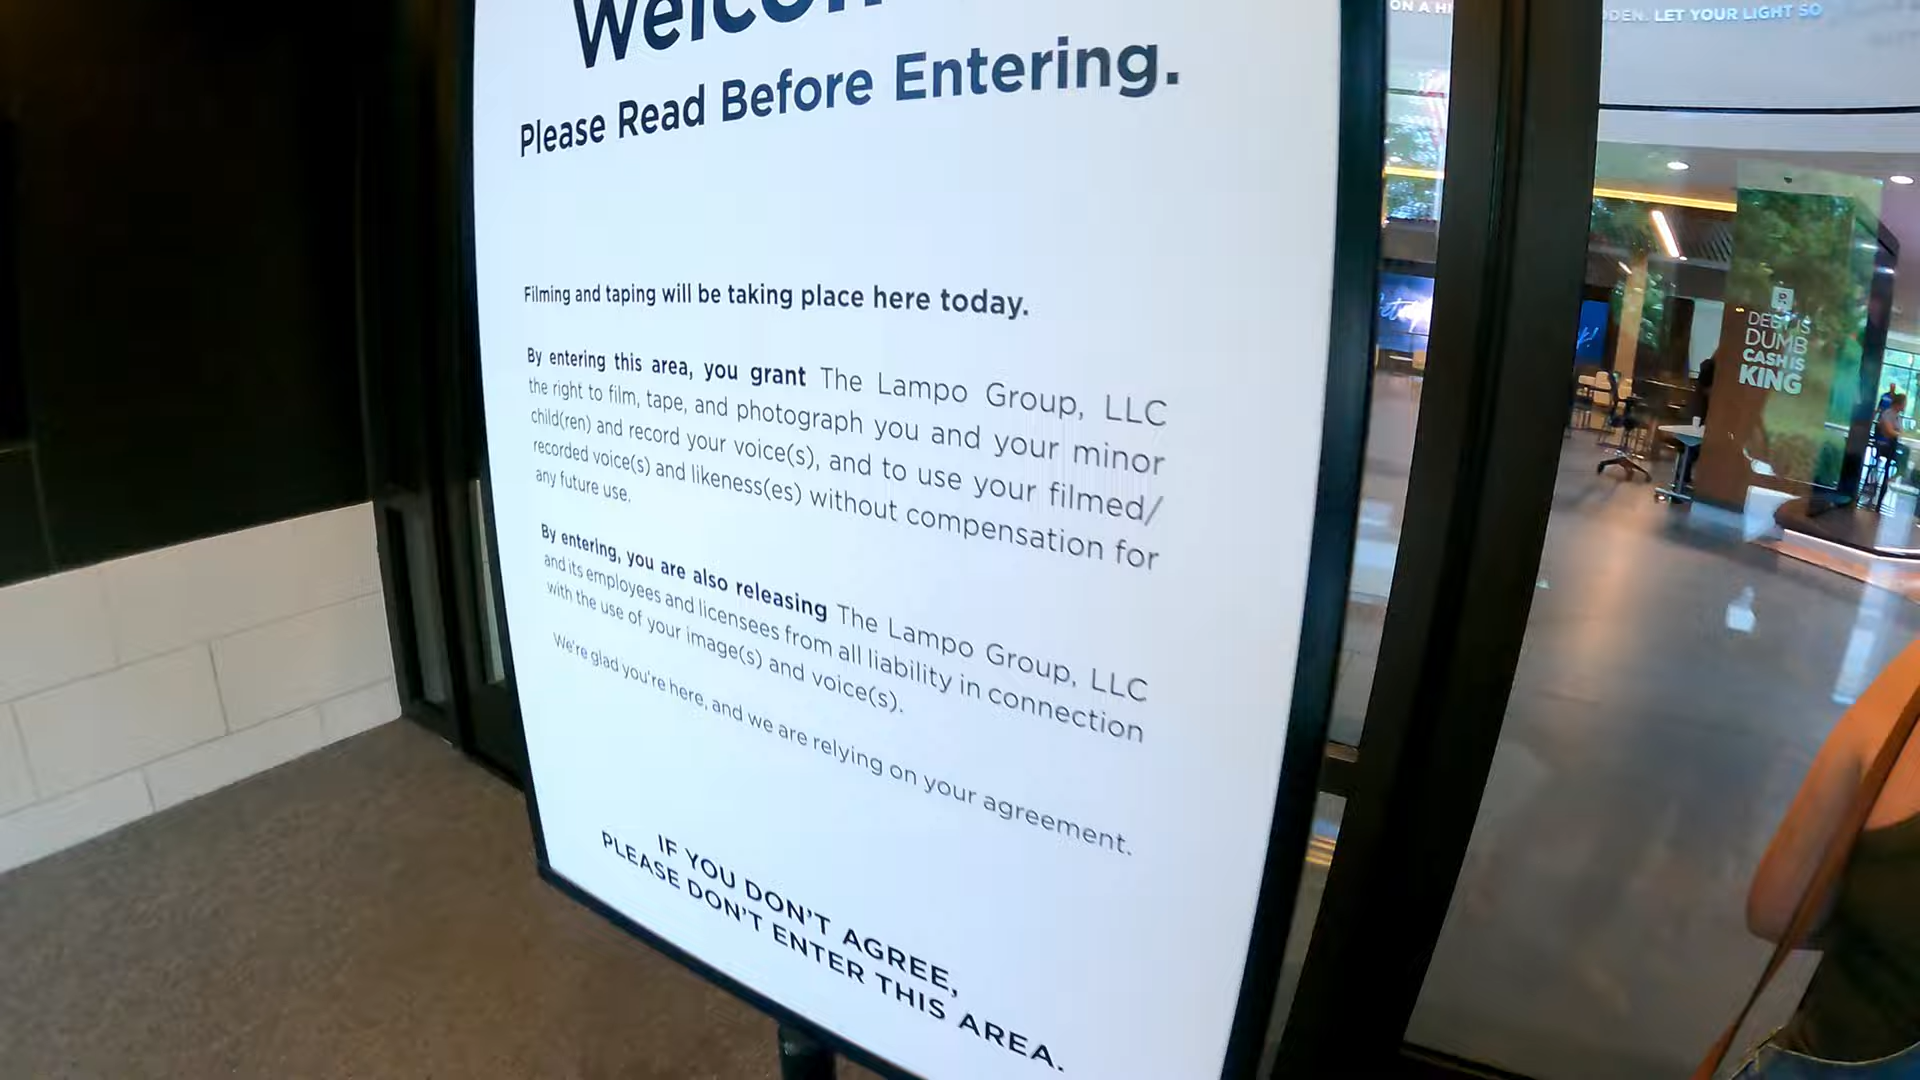 Welcom
Please Read Before Entering.
Filming and taping will be taking place here today.
By entering this area, you grant The Lampo Group, LLC
the right to film, tape, and photograph you and your minor
child(ren) and record your voice(s), and to use your filmed/
recorded voice(s) and likeness(es) without compensation for
any future use.
By entering, you are also releasing The Lampo Group, LLC
and its employees and licensees from all liability in connection
with the use of your image(s) and voice(s).
We're glad you're here, and we are relying on your agreement.
IF YOU DON'T AGREE,
PLEASE DON'T ENTER THIS AREA.
ON A HI
DEN. LET YOUR LIGHT SO
DEBT IS
DUMB
CASH IS
KING